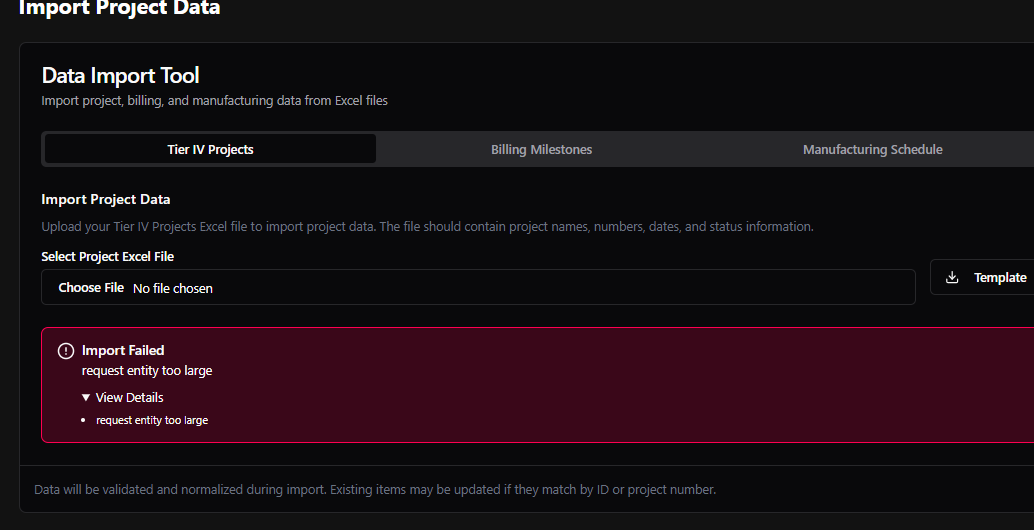 Import Project Data
Data Import Tool
Import project, billing, and manufacturing data from Excel files
Tier IV Projects
Billing Milestones
Manufacturing Schedule
Import Project Data
Upload your Tier IV Projects Excel file to import project data. The file should contain project names, numbers, dates, and status information.
Select Project Excel File
Choose File No file chosen
Template
Import Failed
request entity too large
▼ View Details
• request entity too large
Data will be validated and normalized during import. Existing items may be updated if they match by ID or project number.